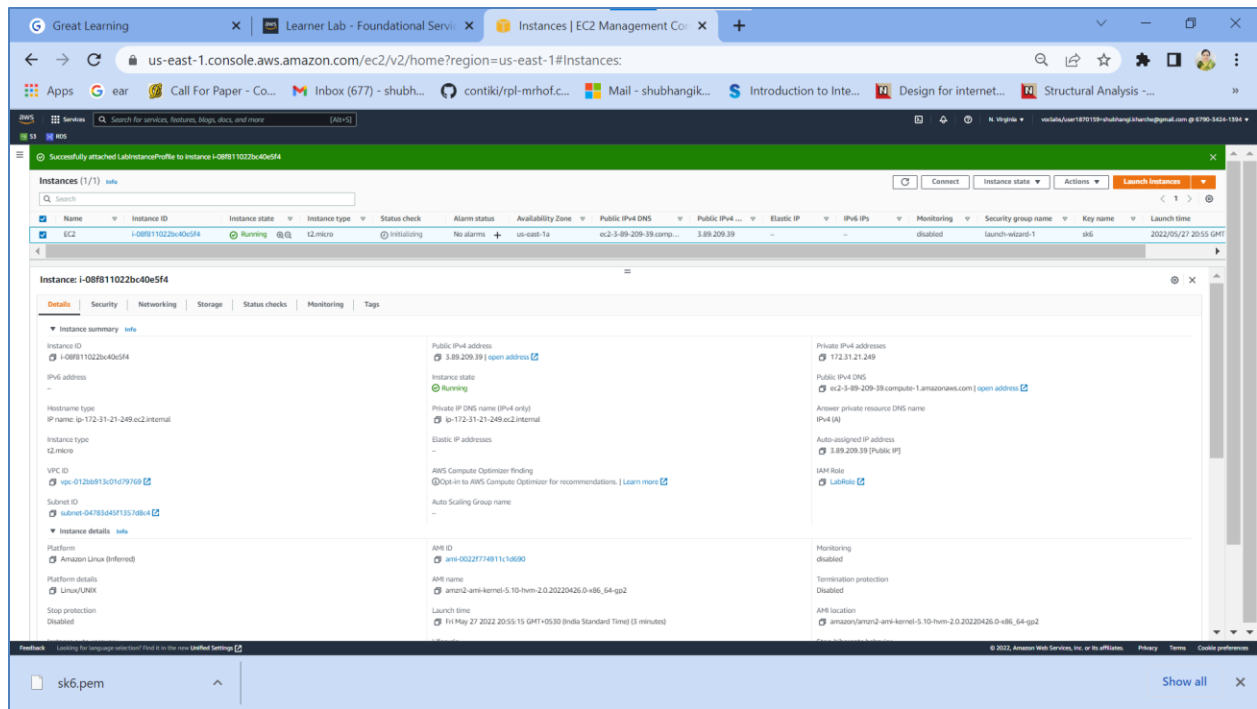 Great Learning
Learner Lab - Foundational Servic
Instances | EC2 Management Con
us-east-1.console.aws.amazon.com/ec2/v2/home?region=us-east-1#Instances:
Apps ear Call For Paper - Co... Inbox (677) - shubh... contiki/rpl-mrhof.c... Mail - shubhangik... Introduction to Inte... Design for internet... Structural Analysis -... »
aws Services Search for services, features, blogs, docs, and more [Alt+S] N. Virginia voclabs/user1870159=shubhangi.kharche@gmail.com @ 6790-3424-1394
S3 RDS
Successfully attached LabInstanceProfile to instance i-08f811022bc40e5f4
Instances (1/1) Info Connect Instance state Actions Launch instances
Search 1
Name Instance ID Instance state Instance type Status check Alarm status Availability Zone Public IPv4 DNS Public IPv4 ... Elastic IP IPv6 IPs Monitoring Security group name Key name Launch time
EC2 i-08f811022bc40e5f4 Running t2.micro Initializing No alarms us-east-1a ec2-3-89-209-39.comp... 3.89.209.39 – – disabled launch-wizard-1 sk6 2022/05/27 20:55 GMT
Instance: i-08f811022bc40e5f4
Details Security Networking Storage Status checks Monitoring Tags
Instance summary Info
Instance ID Public IPv4 address Private IPv4 addresses
i-08f811022bc40e5f4 3.89.209.39 | open address 172.31.21.249
IPv6 address Instance state Public IPv4 DNS
– Running ec2-3-89-209-39.compute-1.amazonaws.com | open address
Hostname type Private IP DNS name (IPv4 only) Answer private resource DNS name
IP name: ip-172-31-21-249.ec2.internal ip-172-31-21-249.ec2.internal IPv4 (A)
Instance type Elastic IP addresses Auto-assigned IP address
t2.micro – 3.89.209.39 [Public IP]
VPC ID AWS Compute Optimizer finding IAM Role
vpc-012bb913c01d79769 Opt-in to AWS Compute Optimizer for recommendations. | Learn more LabRole
Subnet ID Auto Scaling Group name
subnet-04783d45f1357d8c4 –
Instance details Info
Platform AMI ID Monitoring
Amazon Linux (Inferred) ami-0022f774911c1d690 disabled
Platform details AMI name Termination protection
Linux/UNIX amzn2-ami-kernel-5.10-hvm-2.0.20220426.0-x86_64-gp2 Disabled
Stop protection Launch time AMI location
Disabled Fri May 27 2022 20:55:15 GMT+0530 (India Standard Time) (3 minutes) amazon/amzn2-ami-kernel-5.10-hvm-2.0.20220426.0-x86_64-gp2
Feedback Looking for language selection? Find it in the new Unified Settings © 2022, Amazon Web Services, Inc. or its affiliates. Privacy Terms Cookie preferences
sk6.pem Show all